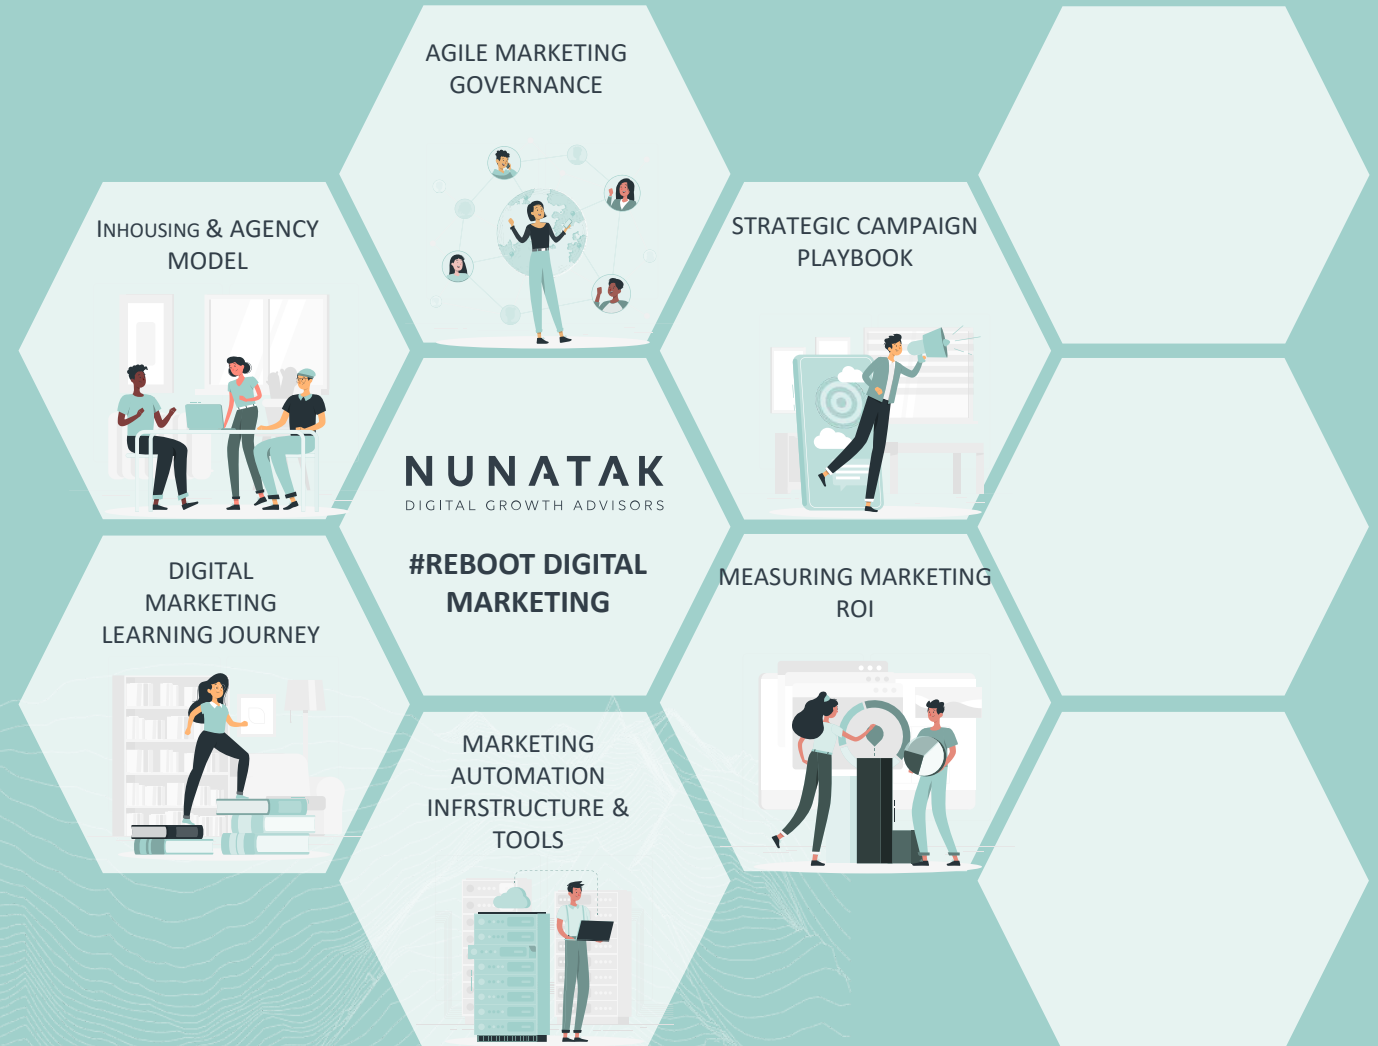 AGILE MARKETING
GOVERNANCE
INHOUSING & AGENCY
MODEL
STRATEGIC CAMPAIGN
PLAYBOOK
NUNATAK
DIGITAL GROWTH ADVISORS
#REBOOT DIGITAL
MARKETING
DIGITAL
MARKETING
LEARNING JOURNEY
MEASURING MARKETING
ROI
MARKETING
AUTOMATION
INFRSTRUCTURE &
TOOLS